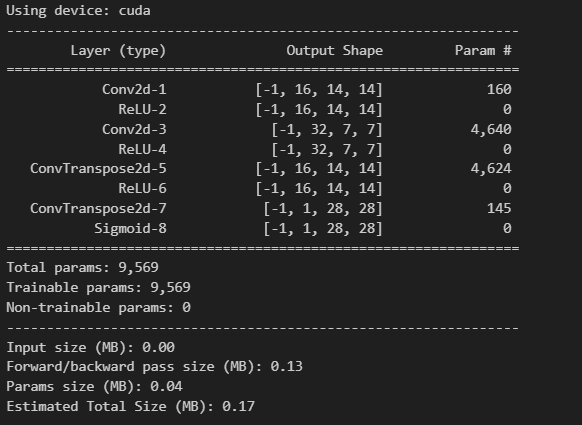 Using device: cuda
----------------------------------------------------------------
        Layer (type)               Output Shape         Param #
================================================================
            Conv2d-1           [-1, 16, 14, 14]             160
              ReLU-2           [-1, 16, 14, 14]               0
            Conv2d-3             [-1, 32, 7, 7]           4,640
              ReLU-4             [-1, 32, 7, 7]               0
   ConvTranspose2d-5           [-1, 16, 14, 14]           4,624
              ReLU-6           [-1, 16, 14, 14]               0
   ConvTranspose2d-7            [-1, 1, 28, 28]             145
           Sigmoid-8            [-1, 1, 28, 28]               0
================================================================
Total params: 9,569
Trainable params: 9,569
Non-trainable params: 0
----------------------------------------------------------------
Input size (MB): 0.00
Forward/backward pass size (MB): 0.13
Params size (MB): 0.04
Estimated Total Size (MB): 0.17